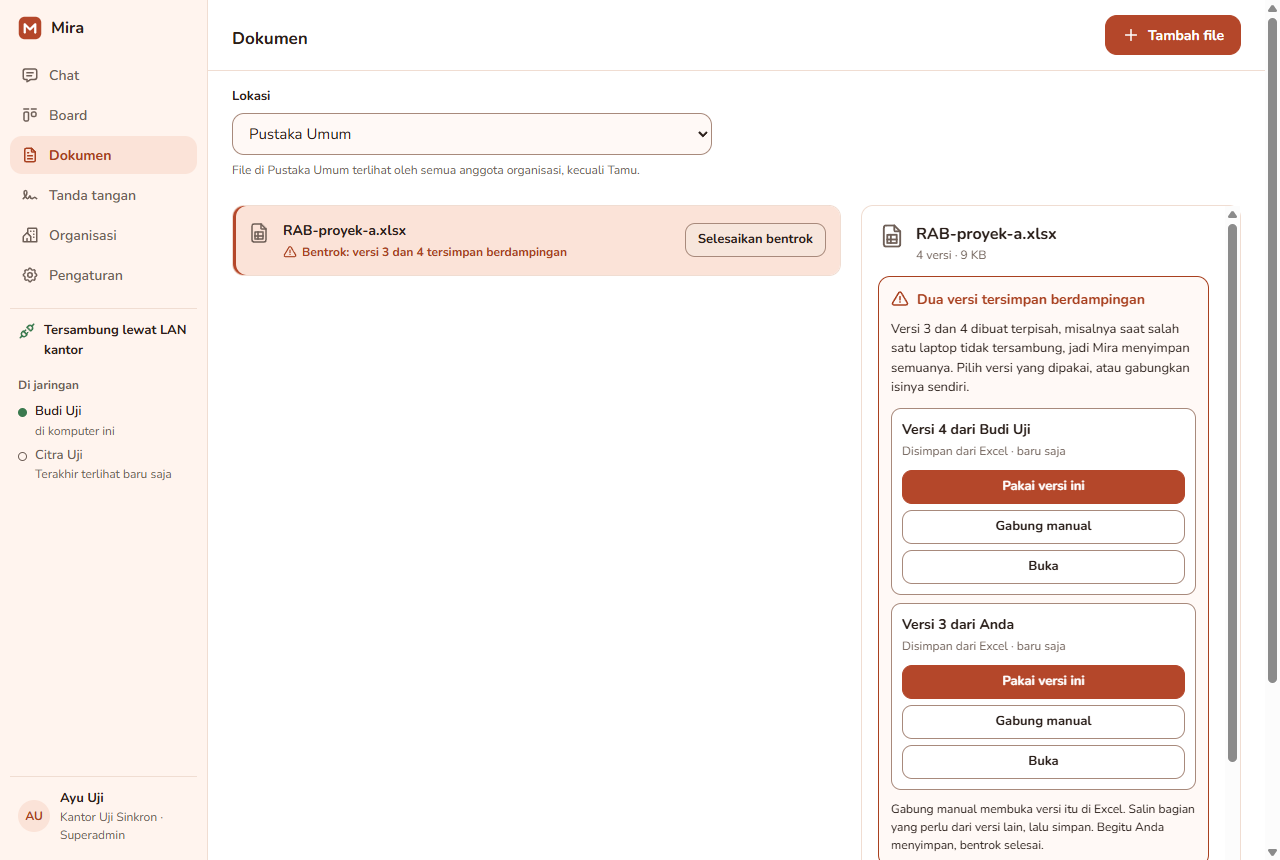 Mira
Chat
Board
Dokumen
Tanda tangan
Organisasi
Pengaturan
Tersambung lewat LAN
kantor
Di jaringan
Budi Uji
di komputer ini
Citra Uji
Terakhir terlihat baru saja
AU
Ayu Uji
Kantor Uji Sinkron ·
Superadmin
Dokumen
Tambah file
Lokasi
Pustaka Umum
File di Pustaka Umum terlihat oleh semua anggota organisasi, kecuali Tamu.
RAB-proyek-a.xlsx
Bentrok: versi 3 dan 4 tersimpan berdampingan
Selesaikan bentrok
RAB-proyek-a.xlsx
4 versi · 9 KB
Dua versi tersimpan berdampingan
Versi 3 dan 4 dibuat terpisah, misalnya saat salah
satu laptop tidak tersambung, jadi Mira menyimpan
semuanya. Pilih versi yang dipakai, atau gabungkan
isinya sendiri.
Versi 4 dari Budi Uji
Disimpan dari Excel · baru saja
Pakai versi ini
Gabung manual
Buka
Versi 3 dari Anda
Disimpan dari Excel · baru saja
Pakai versi ini
Gabung manual
Buka
Gabung manual membuka versi itu di Excel. Salin bagian
yang perlu dari versi lain, lalu simpan. Begitu Anda
menyimpan, bentrok selesai.